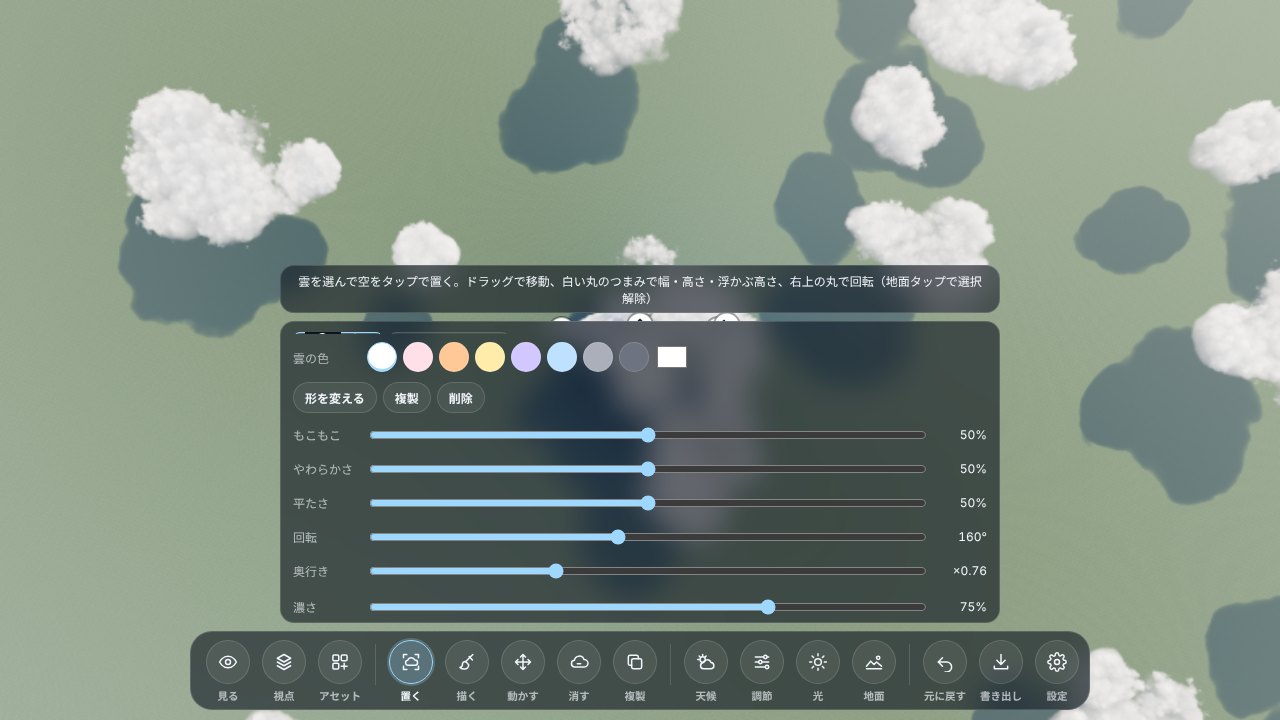 雲を選んで空をタップで置く。ドラッグで移動、白い丸のつまみで幅・高さ・浮かぶ高さ、右上の丸で回転（地面タップで選択
解除）
雲の色
形を変える 複製 削除
もこもこ 50%
やわらかさ 50%
平たさ 50%
回転 160°
奥行き ×0.76
濃さ 75%
見る 視点 アセット 置く 描く 動かす 消す 複製 天候 調節 光 地面 元に戻す 書き出し 設定